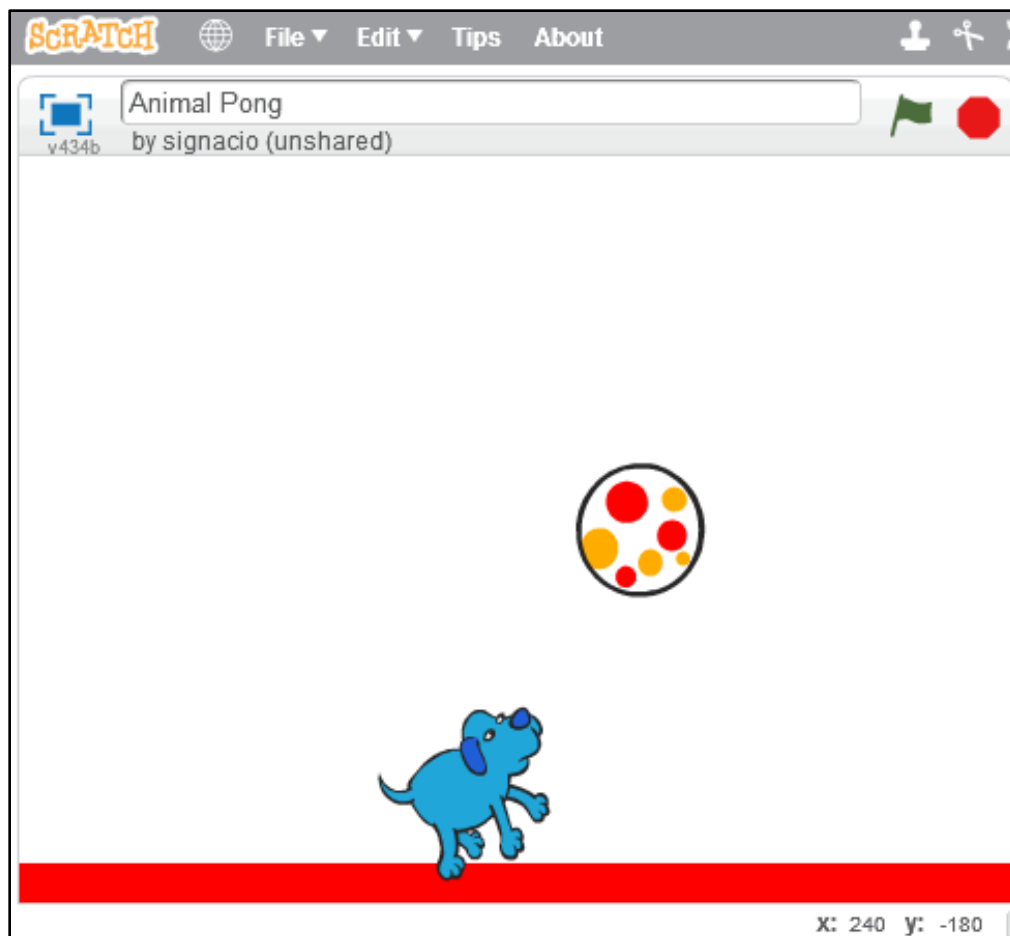 SCRATCH File ▼ Edit ▼ Tips About
Animal Pong
v434b by signacio (unshared)
x: 240 y: -180